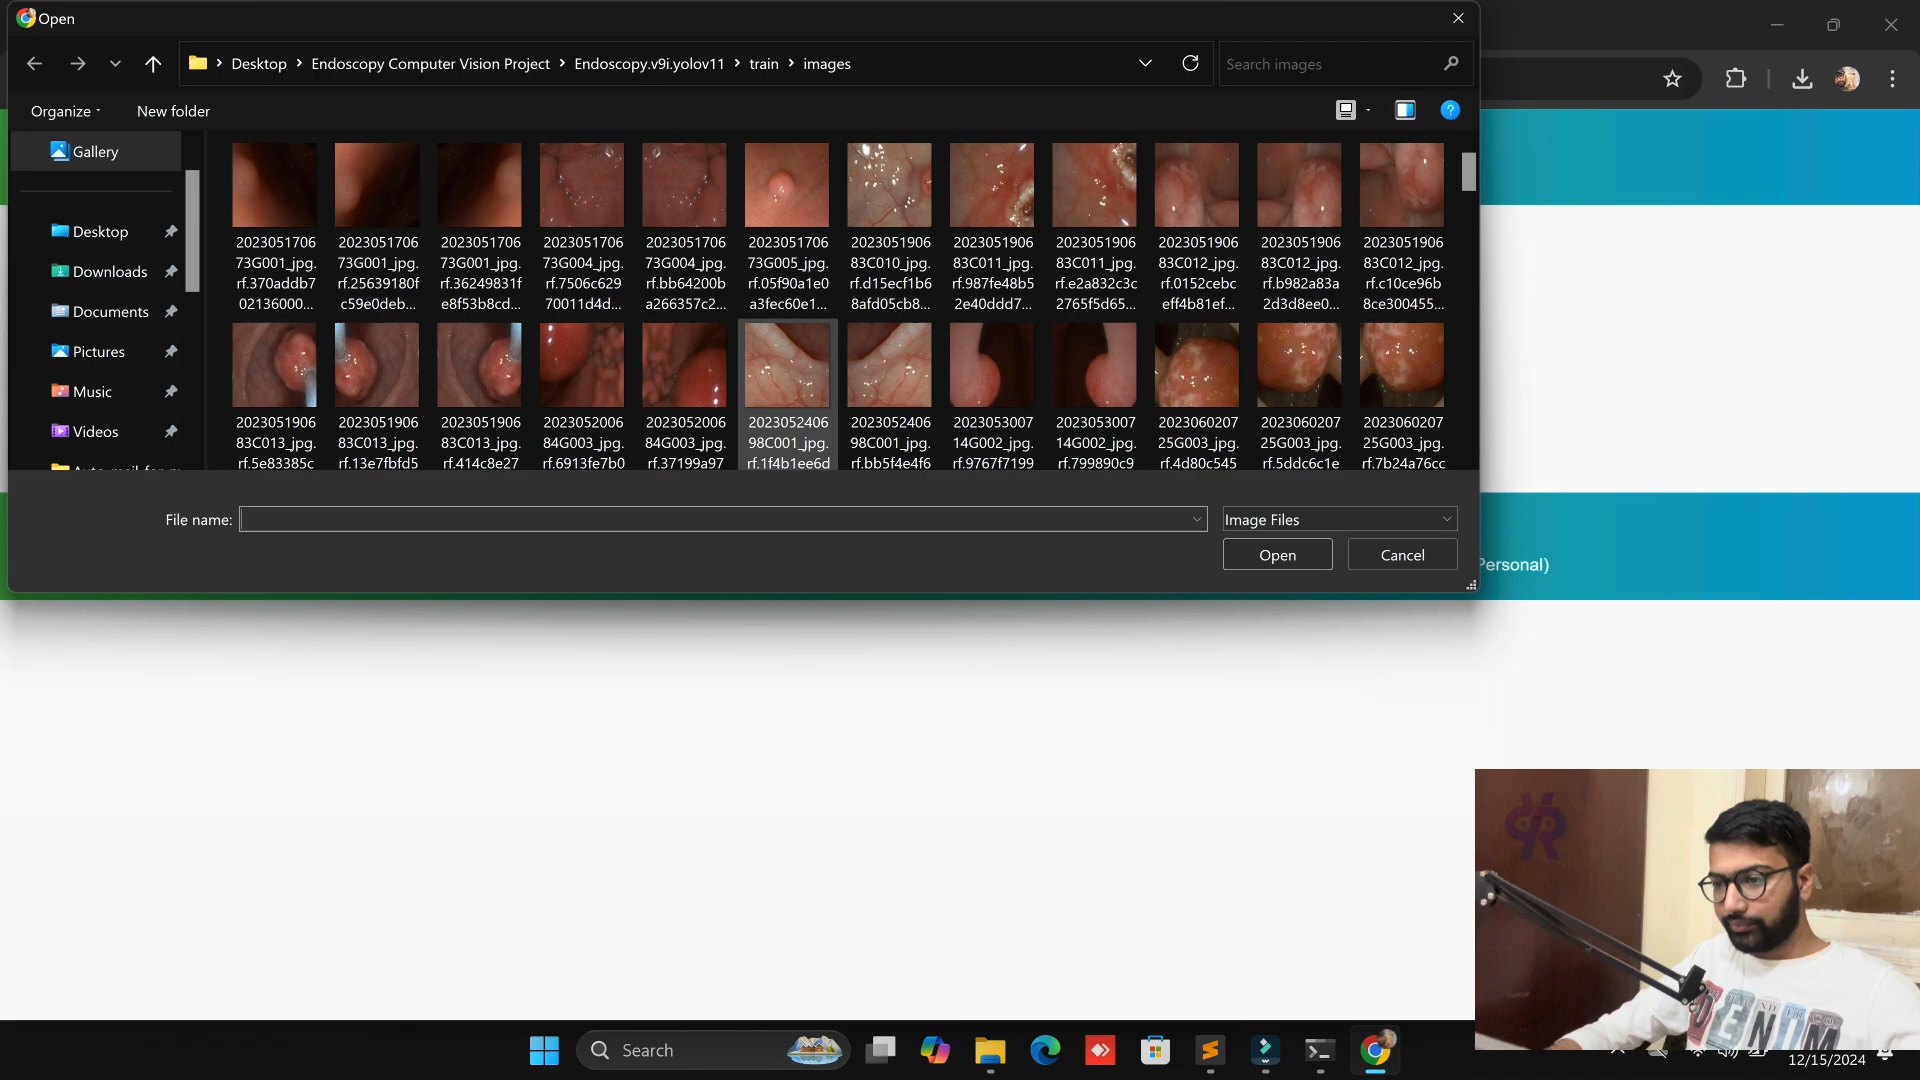 Open
Desktop > Endoscopy Computer Vision Project > Endoscopy.v9i.yolov11 > train > images
Search images
Organize
New folder
Gallery
Desktop
Downloads
Documents
Pictures
Music
Videos
2023051706 2023051706 2023051706 2023051706 2023051706 2023051706 2023051906 2023051906 2023051906 2023051906 2023051906 2023051906
73G001_jpg. 73G001_jpg. 73G001_jpg. 73G004_jpg. 73G004_jpg. 73G005_jpg. 83C010_jpg. 83C011_jpg. 83C011_jpg. 83C012_jpg. 83C012_jpg. 83C012_jpg.
rf.370addb7 rf.25639180f rf.36249831f rf.7506c629 rf.bb64200b rf.05f90a1e0 rf.d15ecf1b6 rf.987fe48b5 rf.e2a832c3c rf.0152cebc rf.b982a83a rf.c10ce96b
02136000... c59e0deb... e8f53b8cd... 70011d4d... a266357c2... a3fec60e1... 8afd05cb8... 2e40ddd7... 2765f5d65... eff4b81ef... 2d3d8ee0... 8ce300455...
2023051906 2023051906 2023051906 2023052006 2023052006 2023052406 2023052406 2023053007 2023053007 2023060207 2023060207 2023060207
83C013_jpg. 83C013_jpg. 83C013_jpg. 84G003_jpg. 84G003_jpg. 98C001_jpg. 98C001_jpg. 14G002_jpg. 14G002_jpg. 25G003_jpg. 25G003_jpg. 25G003_jpg.
rf.5e83385c rf.13e7fbfd5 rf.414c8e27 rf.6913fe7b0 rf.37199a97 rf.1f4b1ee6d rf.bb5f4e4f6 rf.9767f7199 rf.799890c9 rf.4d80c545 rf.5ddc6c1e rf.7b24a76cc
File name:
Image Files
Open
Cancel
Personal)
DENIM
Search
12/15/2024